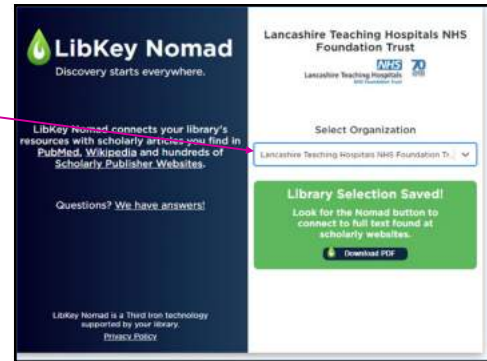 LibKey Nomad
Discovery starts everywhere.
LibKey Nomad connects your library's
resources with scholarly articles you find in
PubMed, Wikipedia and hundreds of
Scholarly Publisher Websites.
Questions? We have answers!
LibKey Nomad is a Third Iron technology
supported by your library.
Privacy Policy
Lancashire Teaching Hospitals NHS
Foundation Trust
NHS
70
Lancashire Teaching Hospitals
NHS Foundation Trust
Select Organization
Lancashire Teaching Hospitals NHS Foundation Tr...
Library Selection Saved!
Look for the Nomad button to
connect to full text found at
scholarly websites.
Download PDF